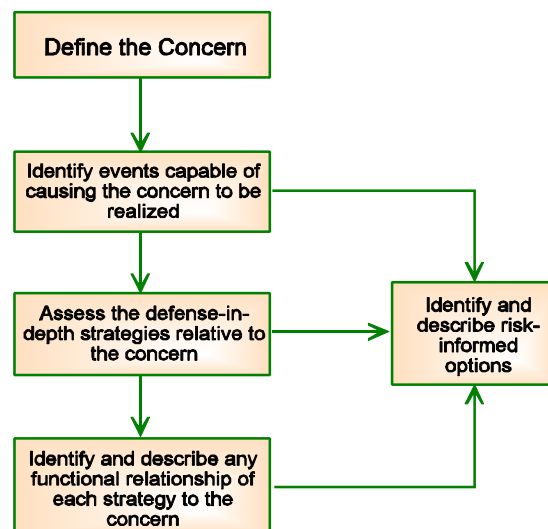 Define the Concern
Identify events capable of
causing the concern to be
realized
Assess the defense-in-
depth strategies relative to
the concern
Identify and
describe risk-
informed
options
Identify and describe any
functional relationship of
each strategy to the
concern